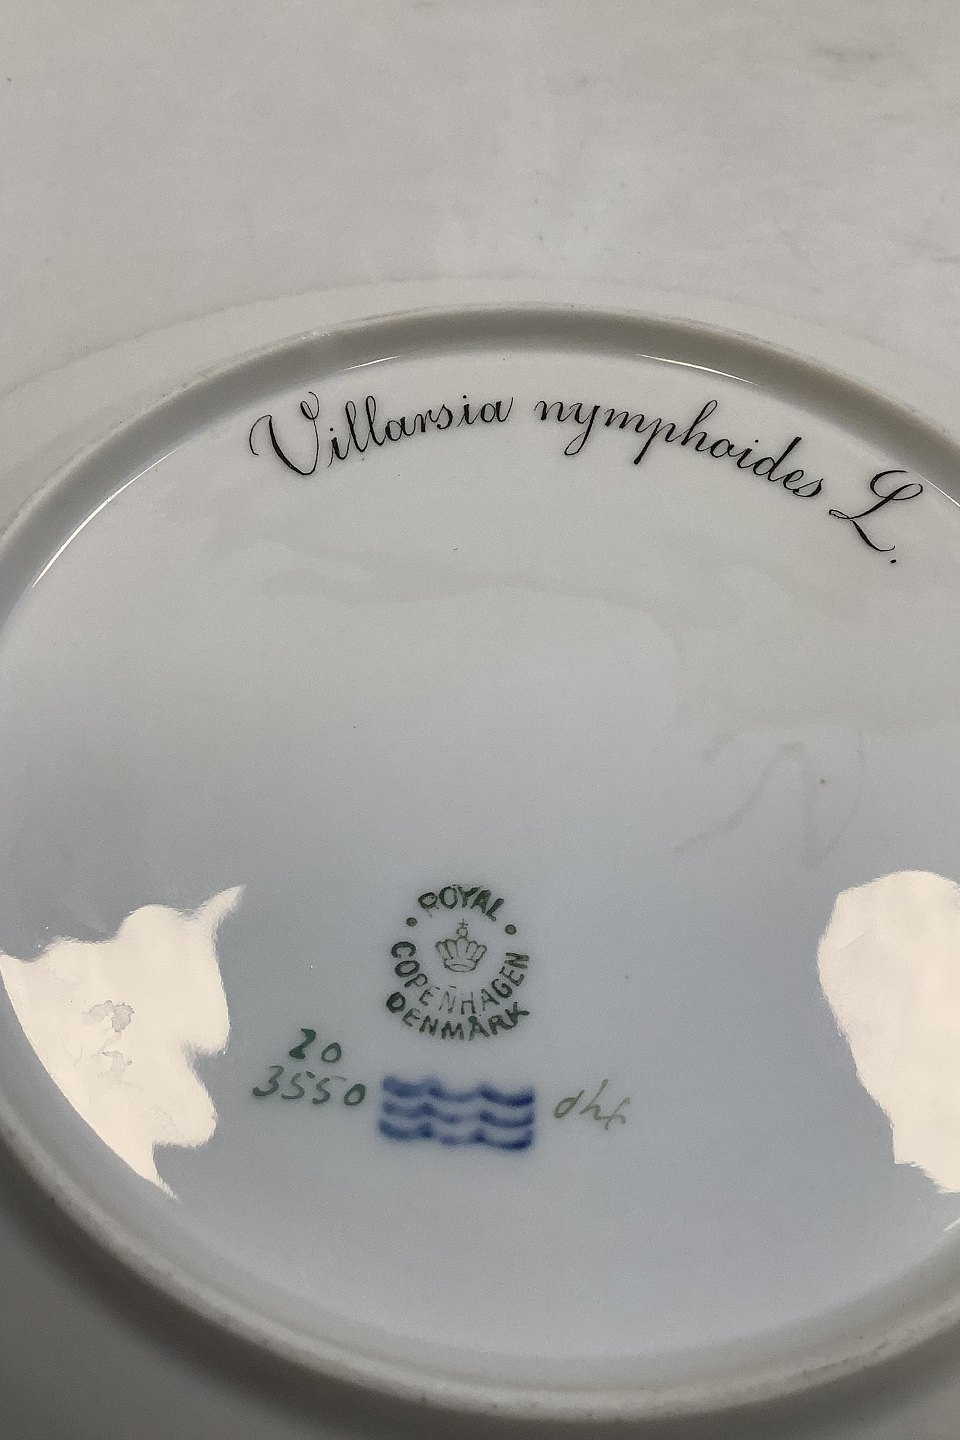 Villarsia nymphoides L.
ROYAL
COPENHAGEN
DENMARK
20
3550